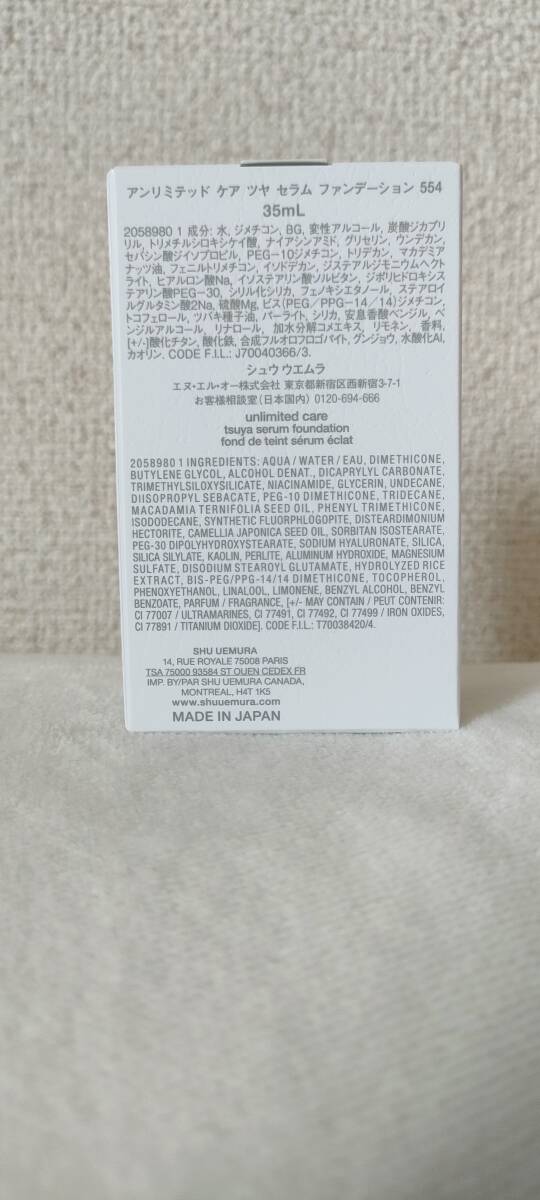 アンリミテッド ケア ツヤ セラム ファンデーション 554
35mL
2058980 1 成分: 水, ジメチコン, BG, 変性アルコール, 炭酸ジカプリ
リル, トリメチルシロキシケイ酸, ナイアシンアミド, グリセリン, ウンデカン,
セバシン酸ジイソプロピル, PEG-10ジメチコン, トリデカン, マカデミア
ナッツ油, フェニルトリメチコン, イソドデカン, ジステアルジモニウムヘクト
ライト, ヒアルロン酸Na, イソステアリン酸ソルビタン, ジポリヒドロキシス
テアリン酸PEG-30, シリル化シリカ, フェノキシエタノール, ステアロイ
ルグルタミン酸2Na, 硫酸Mg, ビス(PEG/PPG-14/14)ジメチコン,
トコフェロール, ツバキ種子油, パーライト, シリカ, 安息香酸ベンジル, ベ
ンジルアルコール, リナロール, 加水分解コメエキス, リモネン, 香料,
[+/-]酸化チタン, 酸化鉄, 合成フルオロフロゴパイト, グンジョウ, 水酸化Al,
カオリン. CODE F.I.L.: J70040366/3.
シュウ ウエムラ
エヌ・エル・オー株式会社 東京都新宿区西新宿3-7-1
お客様相談室(日本国内) 0120-694-666
unlimited care
tsuya serum foundation
fond de teint sérum éclat
2058980 1 INGREDIENTS: AQUA / WATER / EAU, DIMETHICONE,
BUTYLENE GLYCOL, ALCOHOL DENAT., DICAPRYLYL CARBONATE,
TRIMETHYLSILOXYSILICATE, NIACINAMIDE, GLYCERIN, UNDECANE,
DIISOPROPYL SEBACATE, PEG-10 DIMETHICONE, TRIDECANE,
MACADAMIA TERNIFOLIA SEED OIL, PHENYL TRIMETHICONE,
ISODODECANE, SYNTHETIC FLUORPHLOGOPITE, DISTEARDIMONIUM
HECTORITE, CAMELLIA JAPONICA SEED OIL, SORBITAN ISOSTEARATE,
PEG-30 DIPOLYHYDROXYSTEARATE, SODIUM HYALURONATE, SILICA,
SILICA SILYLATE, KAOLIN, PERLITE, ALUMINUM HYDROXIDE, MAGNESIUM
SULFATE, DISODIUM STEAROYL GLUTAMATE, HYDROLYZED RICE
EXTRACT, BIS-PEG/PPG-14/14 DIMETHICONE, TOCOPHEROL,
PHENOXYETHANOL, LINALOOL, LIMONENE, BENZYL ALCOHOL, BENZYL
BENZOATE, PARFUM / FRAGRANCE, [+/- MAY CONTAIN / PEUT CONTENIR:
CI 77007 / ULTRAMARINES, CI 77491, CI 77492, CI 77499 / IRON OXIDES,
CI 77891 / TITANIUM DIOXIDE]. CODE F.I.L.: T70038420/4.
SHU UEMURA
14, RUE ROYALE 75008 PARIS
TSA 75000 93584 ST OUEN CEDEX FR
IMP. BY/PAR SHU UEMURA CANADA,
MONTREAL, H4T 1K5
www.shuuemura.com
MADE IN JAPAN